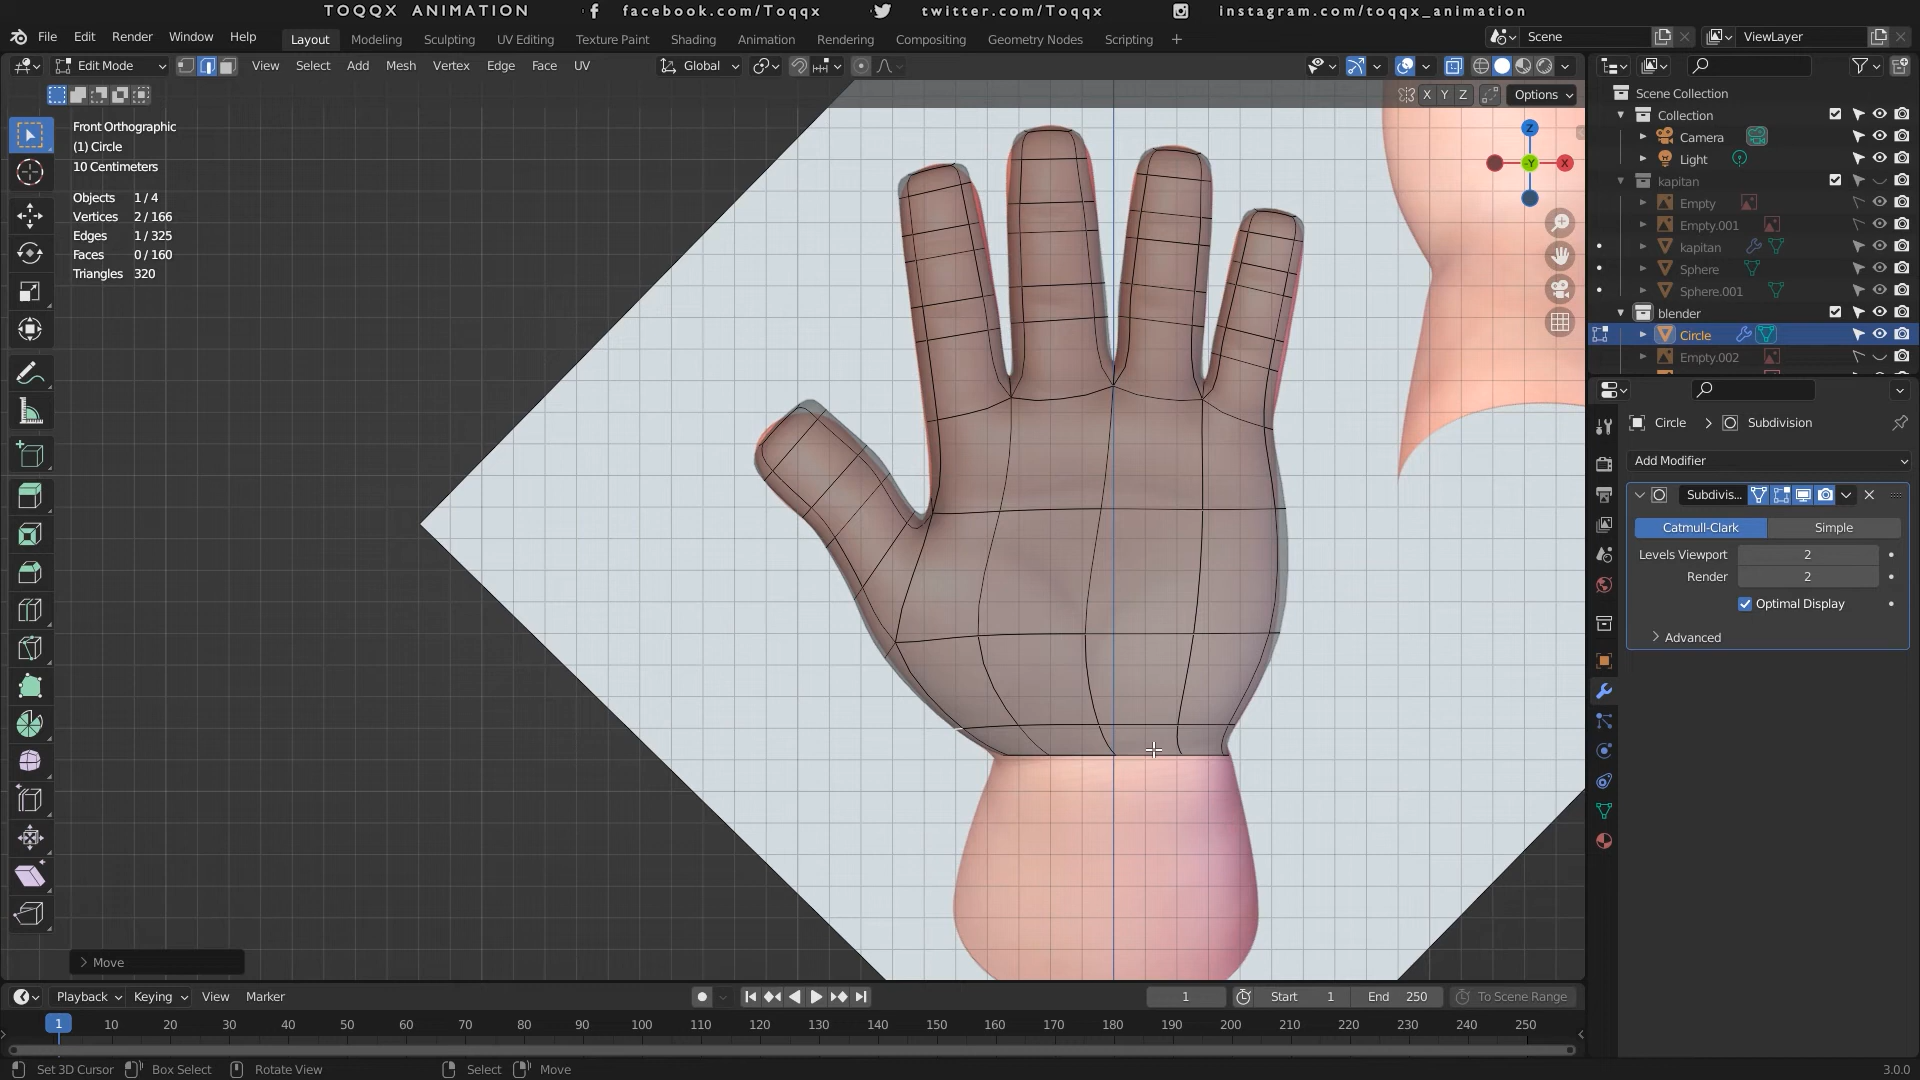 TOQQX ANIMATION facebook.com/Toqqx twitter.com/Toqqx instagram.com/toqqx_animation
File Edit Render Window Help Layout Modeling Sculpting UV Editing Texture Paint Shading Animation Rendering Compositing Geometry Nodes Scripting + Scene ViewLayer
Edit Mode View Select Add Mesh Vertex Edge Face UV Global
X Y Z Options
Front Orthographic
(1) Circle
10 Centimeters
Objects 1/4
Vertices 2/166
Edges 1/325
Faces 0/160
Triangles 320
Z
-Y
X
Move
Scene Collection
Collection
Camera
Light
kapitan
Empty
Empty.001
kapitan
Sphere
Sphere.001
blender
Circle
Empty.002
Circle > Subdivision
Add Modifier
Subdivis...
Catmull-Clark Simple
Levels Viewport 2
Render 2
Optimal Display
Advanced
Playback Keying View Marker 1 Start 1 End 250 To Scene Range
1 10 20 30 40 50 60 70 80 90 100 110 120 130 140 150 160 170 180 190 200 210 220 230 240 250
Set 3D Cursor Box Select Rotate View Select Move 3.0.0